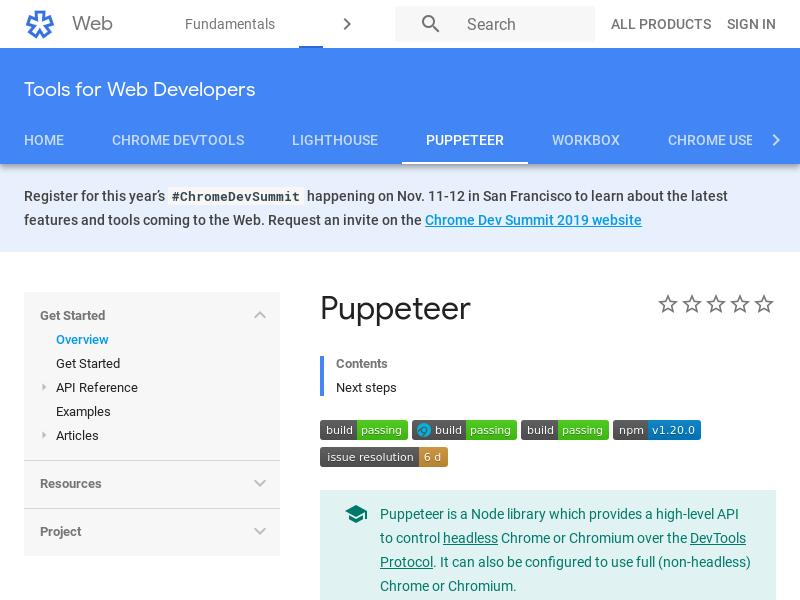 Web
Fundamentals
Search
ALL PRODUCTS
SIGN IN
Tools for Web Developers
HOME
CHROME DEVTOOLS
LIGHTHOUSE
PUPPETEER
WORKBOX
CHROME USE
Register for this year's #ChromeDevSummit happening on Nov. 11-12 in San Francisco to learn about the latest
features and tools coming to the Web. Request an invite on the Chrome Dev Summit 2019 website
Get Started
Overview
Get Started
API Reference
Examples
Articles
Resources
Project
Puppeteer
Contents
Next steps
build passing build passing build passing npm v1.20.0
issue resolution 6 d
Puppeteer is a Node library which provides a high-level API
to control headless Chrome or Chromium over the DevTools
Protocol. It can also be configured to use full (non-headless)
Chrome or Chromium.